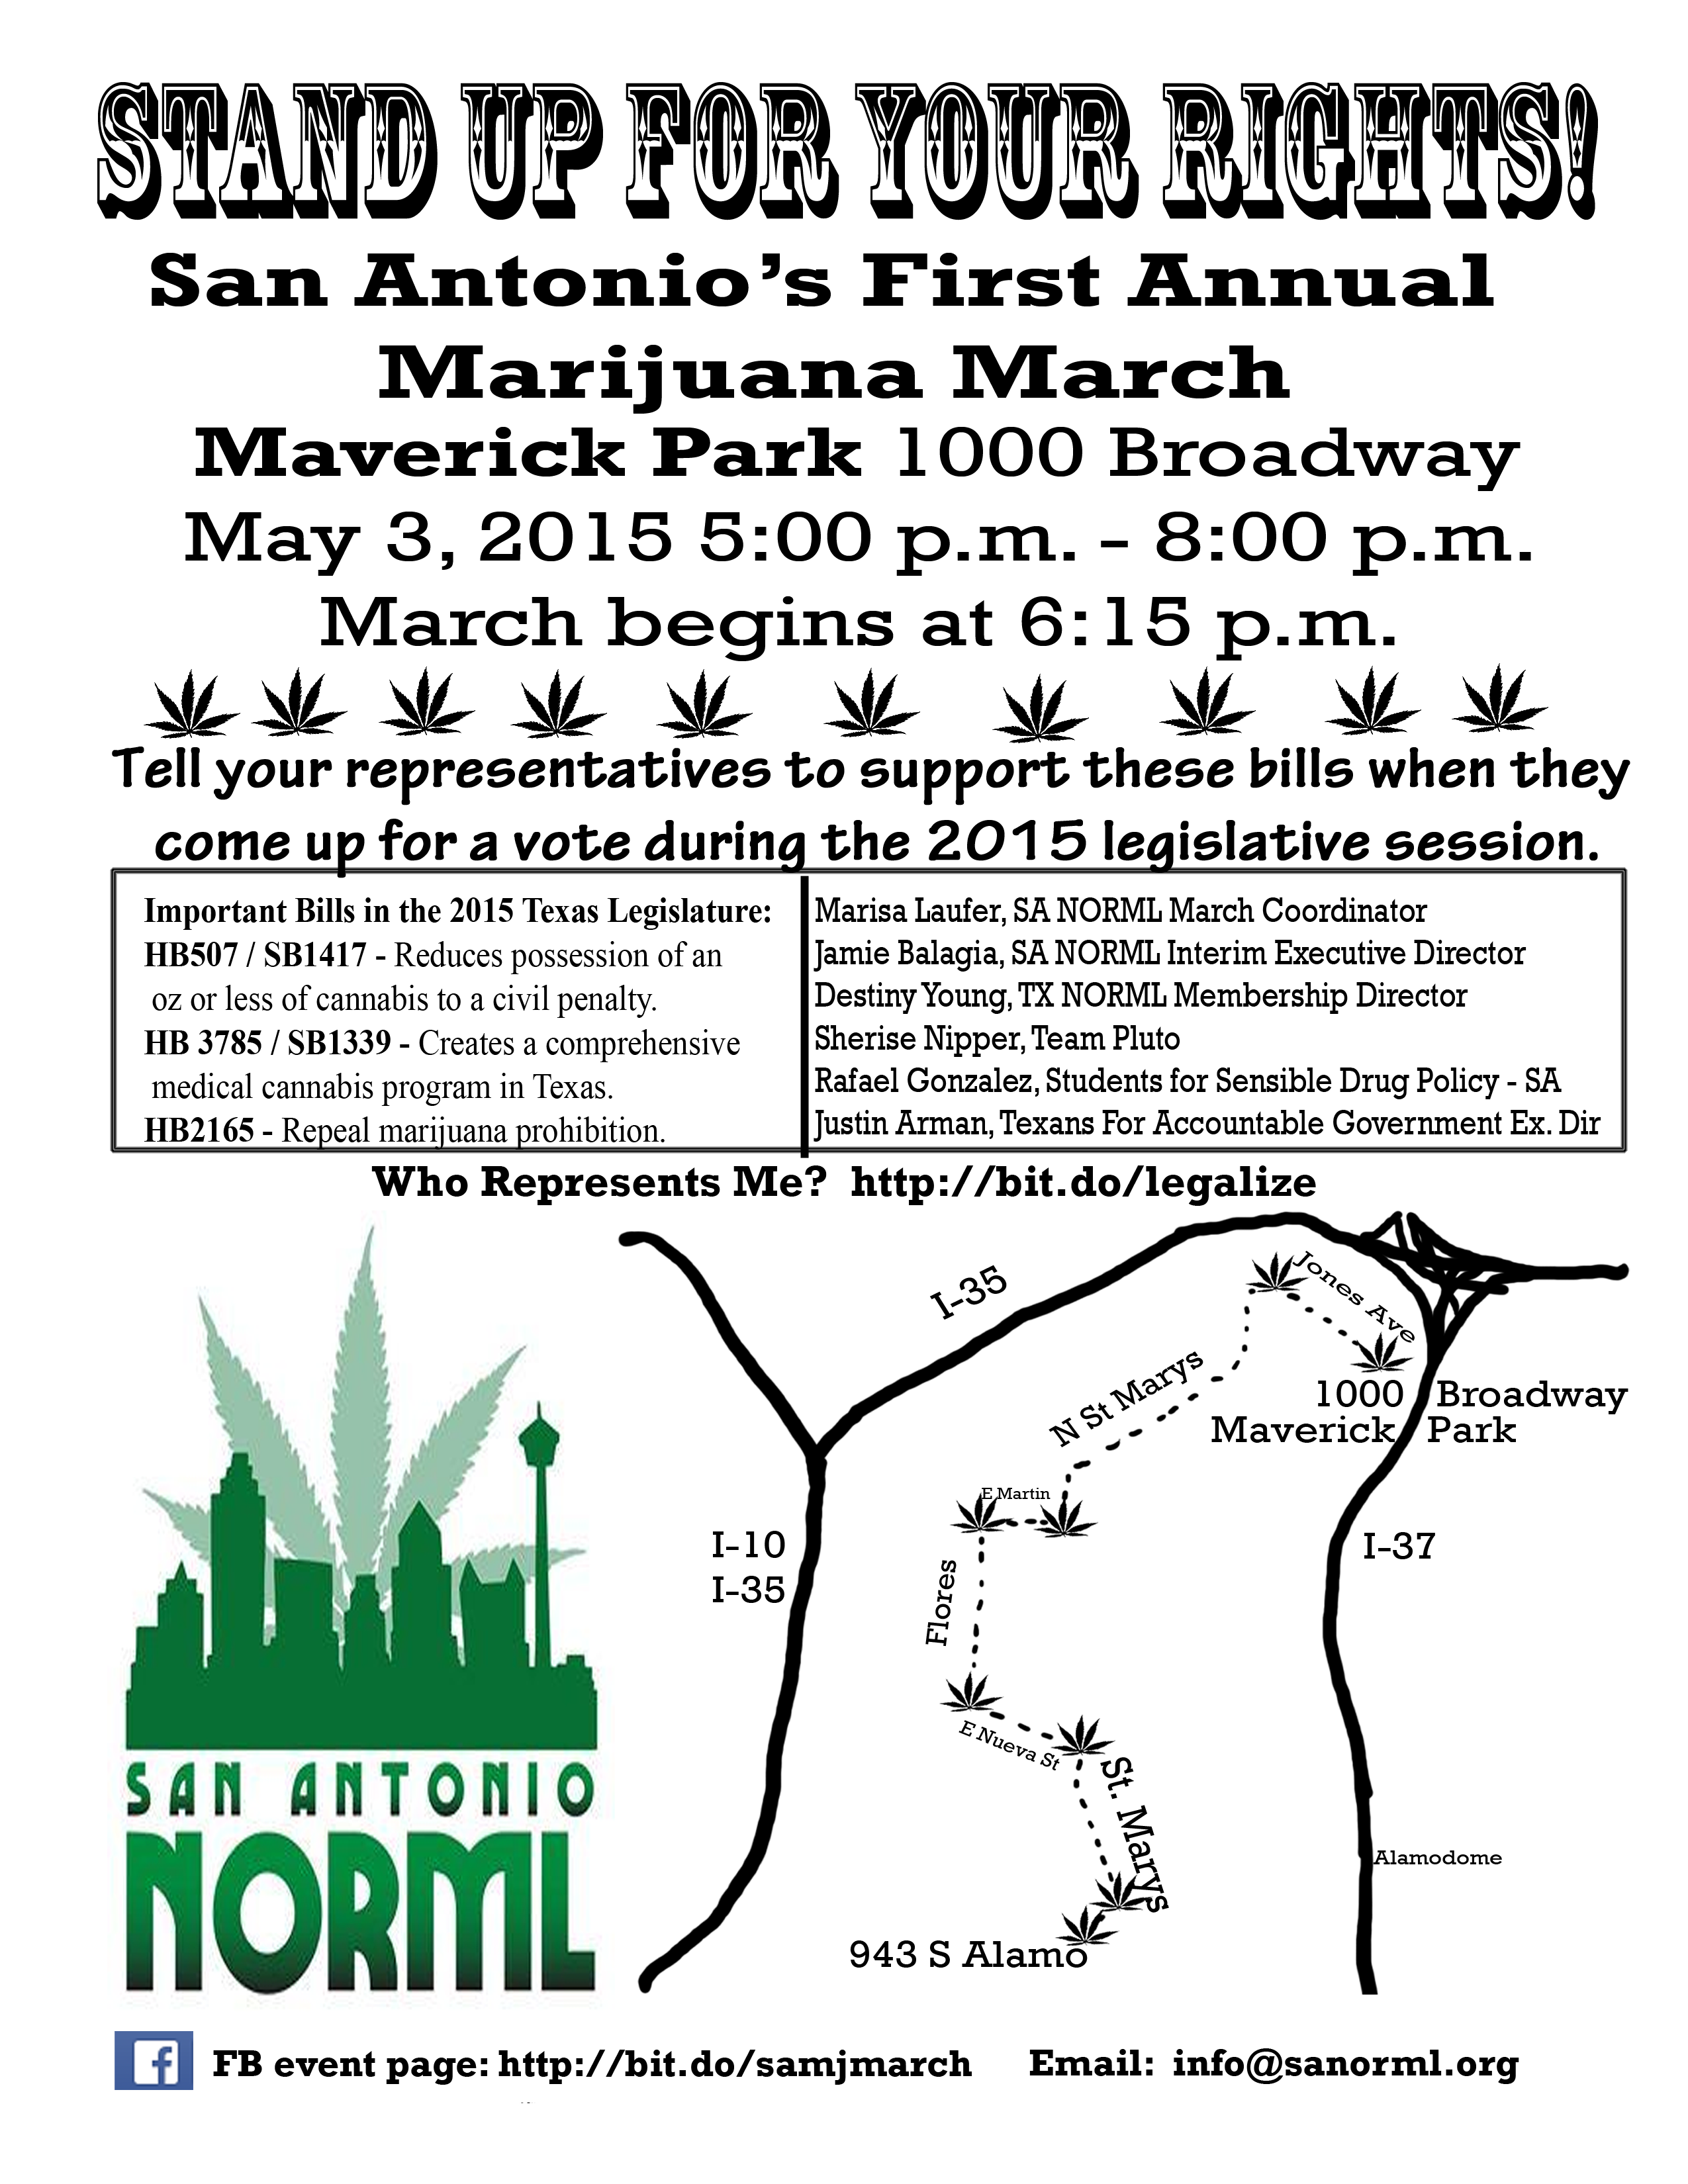 STAND UP FOR YOUR RIGHTS!
San Antonio's First Annual
Marijuana March
Maverick Park 1000 Broadway
May 3, 2015 5:00 p.m. - 8:00 p.m.
March begins at 6:15 p.m.
Tell your representatives to support these bills when they
come up for a vote during the 2015 legislative session.
Important Bills in the 2015 Texas Legislature:
HB507 / SB1417 - Reduces possession of an
oz or less of cannabis to a civil penalty.
HB 3785 / SB1339 - Creates a comprehensive
medical cannabis program in Texas.
HB2165 - Repeal marijuana prohibition.
Marisa Laufer, SA NORML March Coordinator
Jamie Balagia, SA NORML Interim Executive Director
Destiny Young, TX NORML Membership Director
Sherise Nipper, Team Pluto
Rafael Gonzalez, Students for Sensible Drug Policy - SA
Justin Arman, Texans For Accountable Government Ex. Dir
Who Represents Me? http://bit.do/legalize
I-35
Jones Ave
N St Marys
1000 Broadway
Maverick Park
E Martin
I-10
I-35
I-37
Flores
E Nueva St
St. Marys
Alamodome
943 S Alamo
SAN ANTONIO
NORML
f FB event page: http://bit.do/samjmarch Email: info@sanorml.org